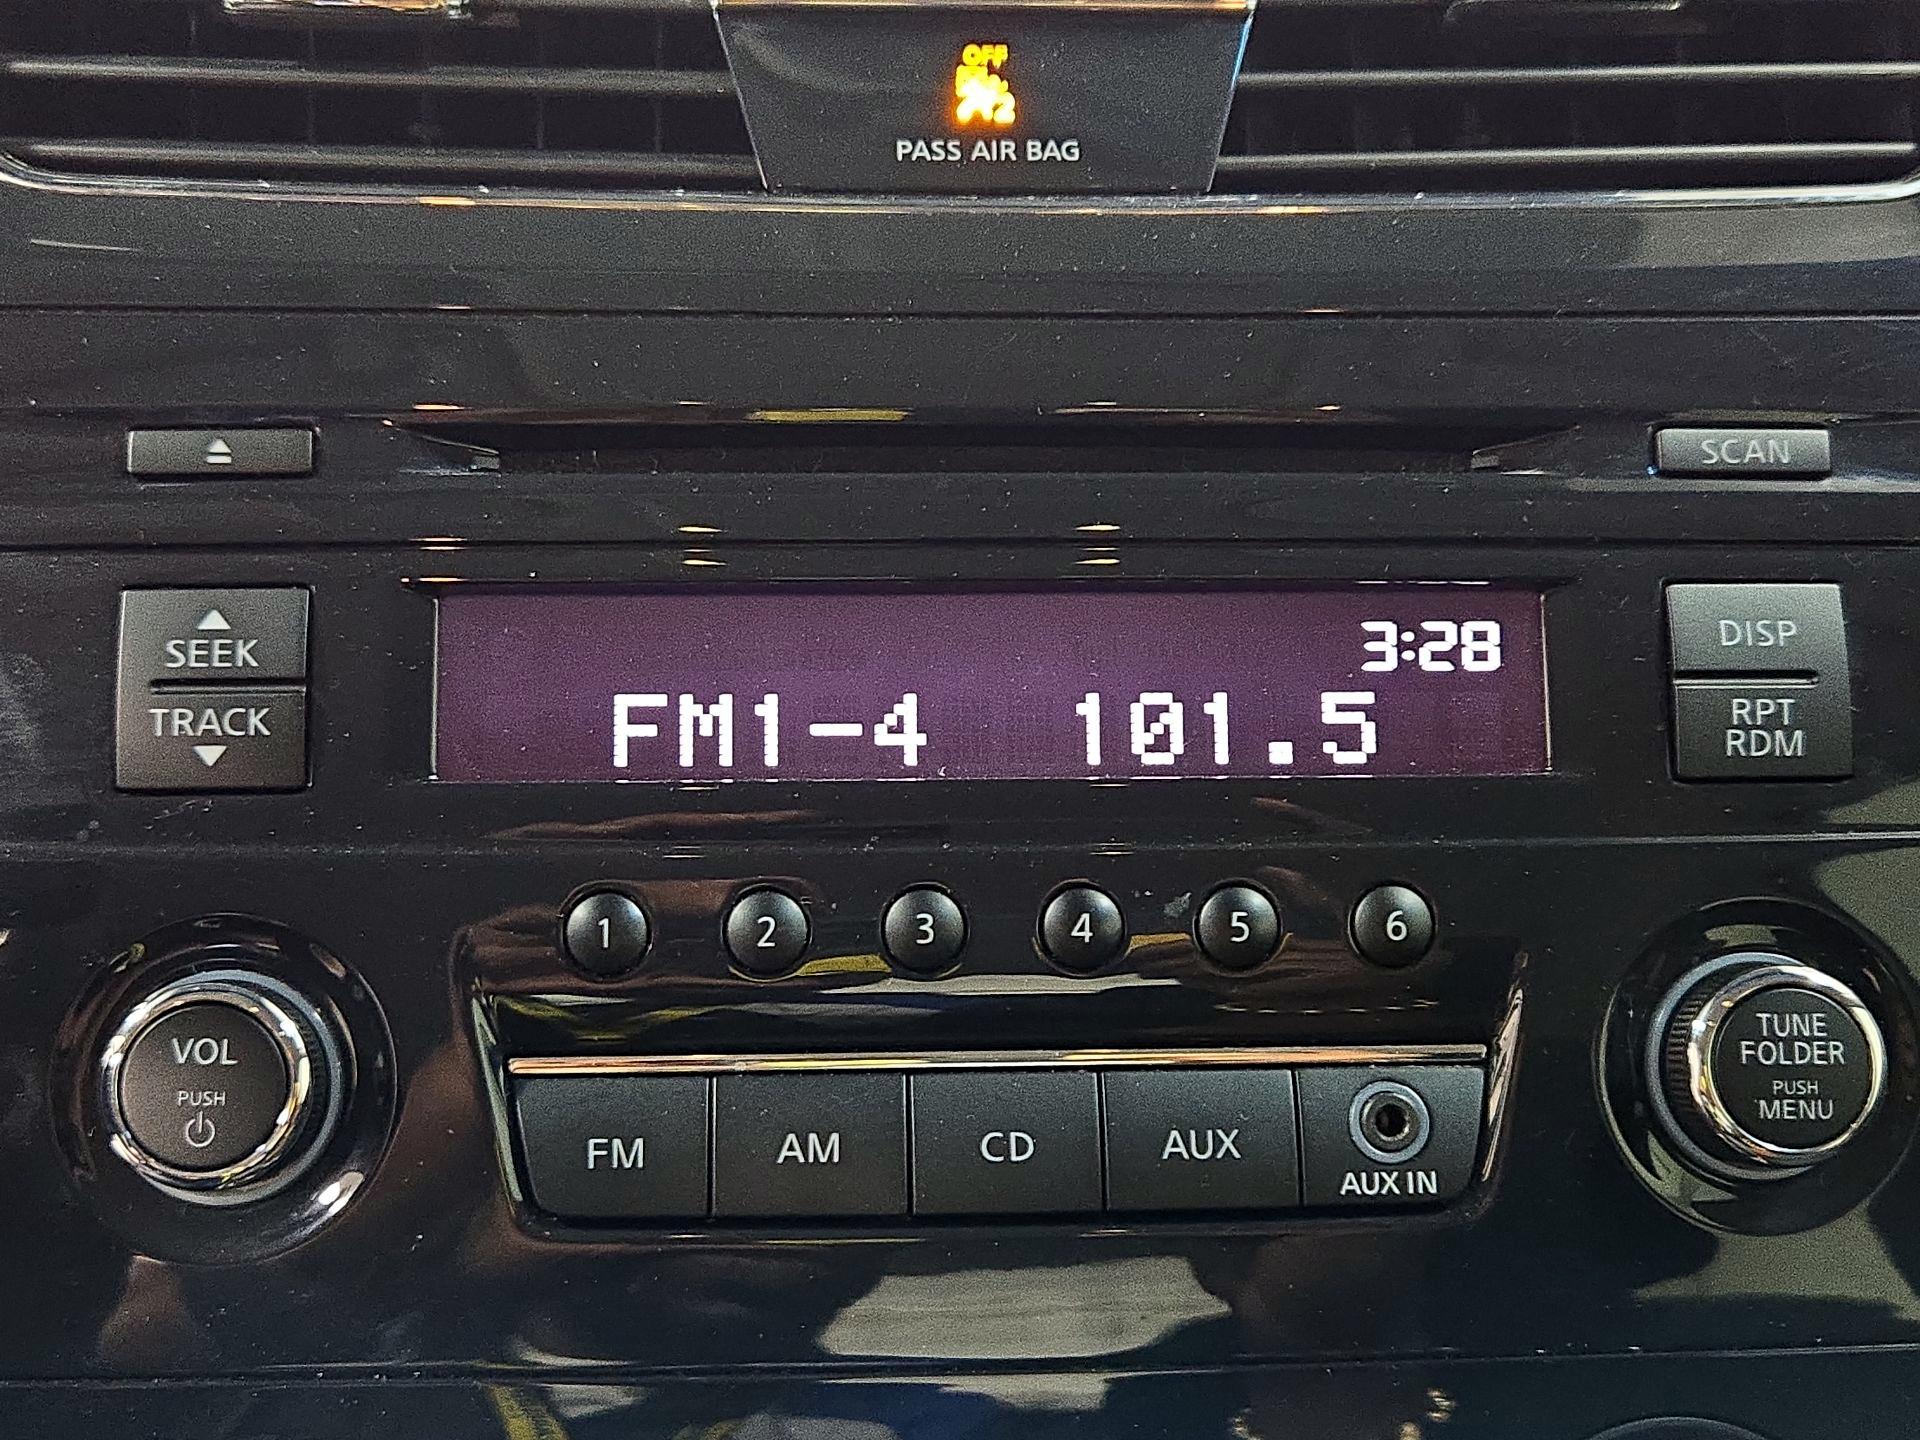 OFF
PASS AIR BAG
SCAN
SEEK
TRACK
3:28
FM1-4 101.5
DISP
RPT
RDM
1 2 3 4 5 6
VOL
PUSH
TUNE
FOLDER
PUSH
MENU
FM AM CD AUX
AUX IN